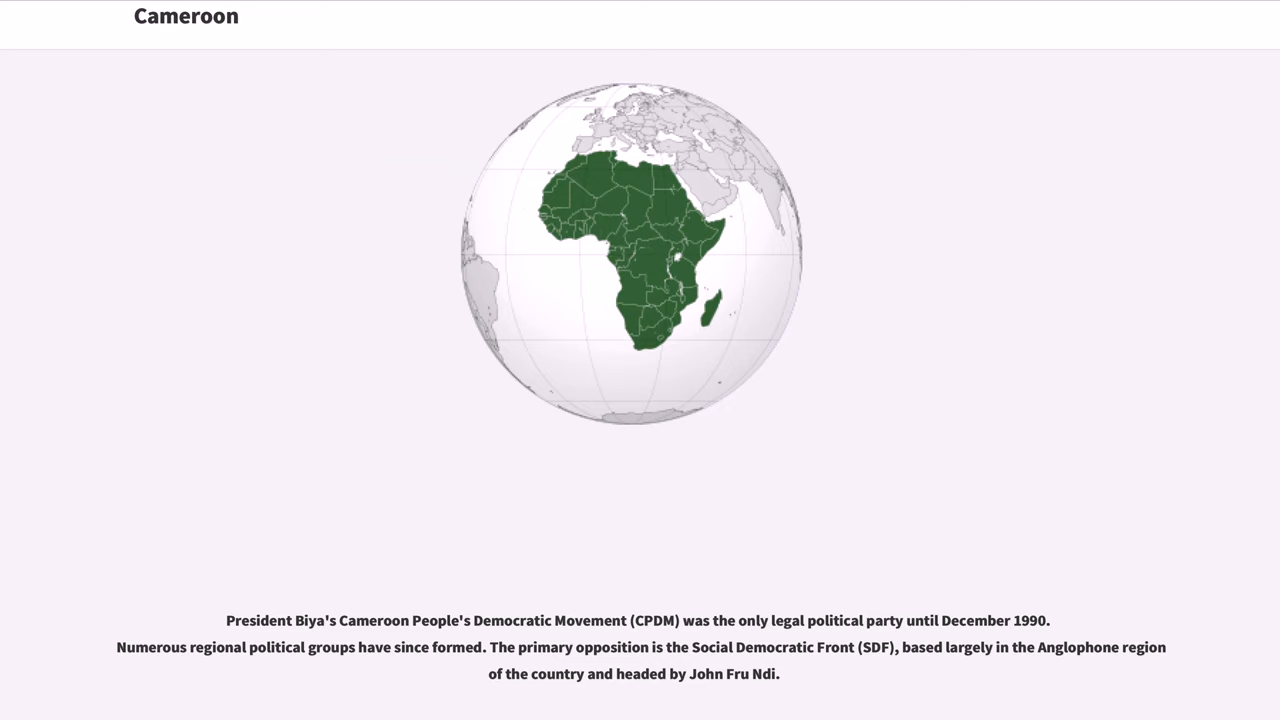 Cameroon
President Biya's Cameroon People's Democratic Movement (CPDM) was the only legal political party until December 1990.
Numerous regional political groups have since formed. The primary opposition is the Social Democratic Front (SDF), based largely in the Anglophone region
of the country and headed by John Fru Ndi.